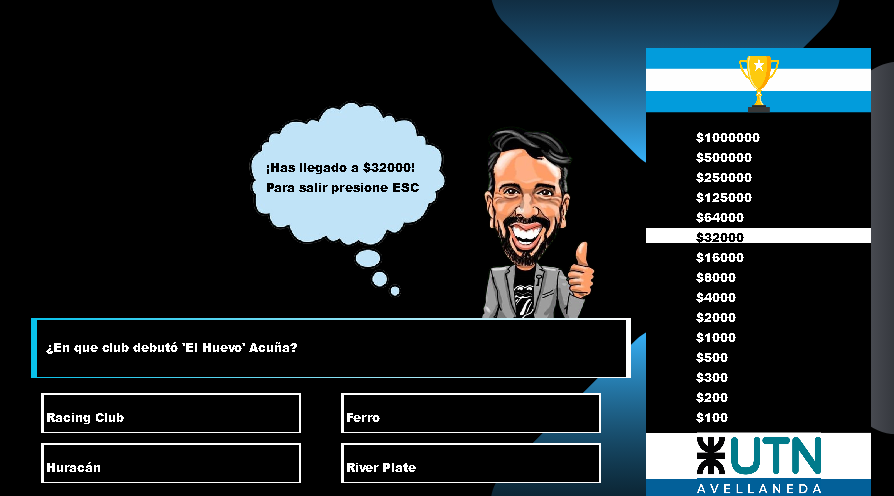 ¡Has llegado a $32000!
Para salir presione ESC
¿En que club debutó 'El Huevo' Acuña?
Racing Club
Ferro
Huracán
River Plate
$1000000
$500000
$250000
$125000
$64000
$32000
$16000
$8000
$4000
$2000
$1000
$500
$300
$200
$100
UTN
AVELLANEDA